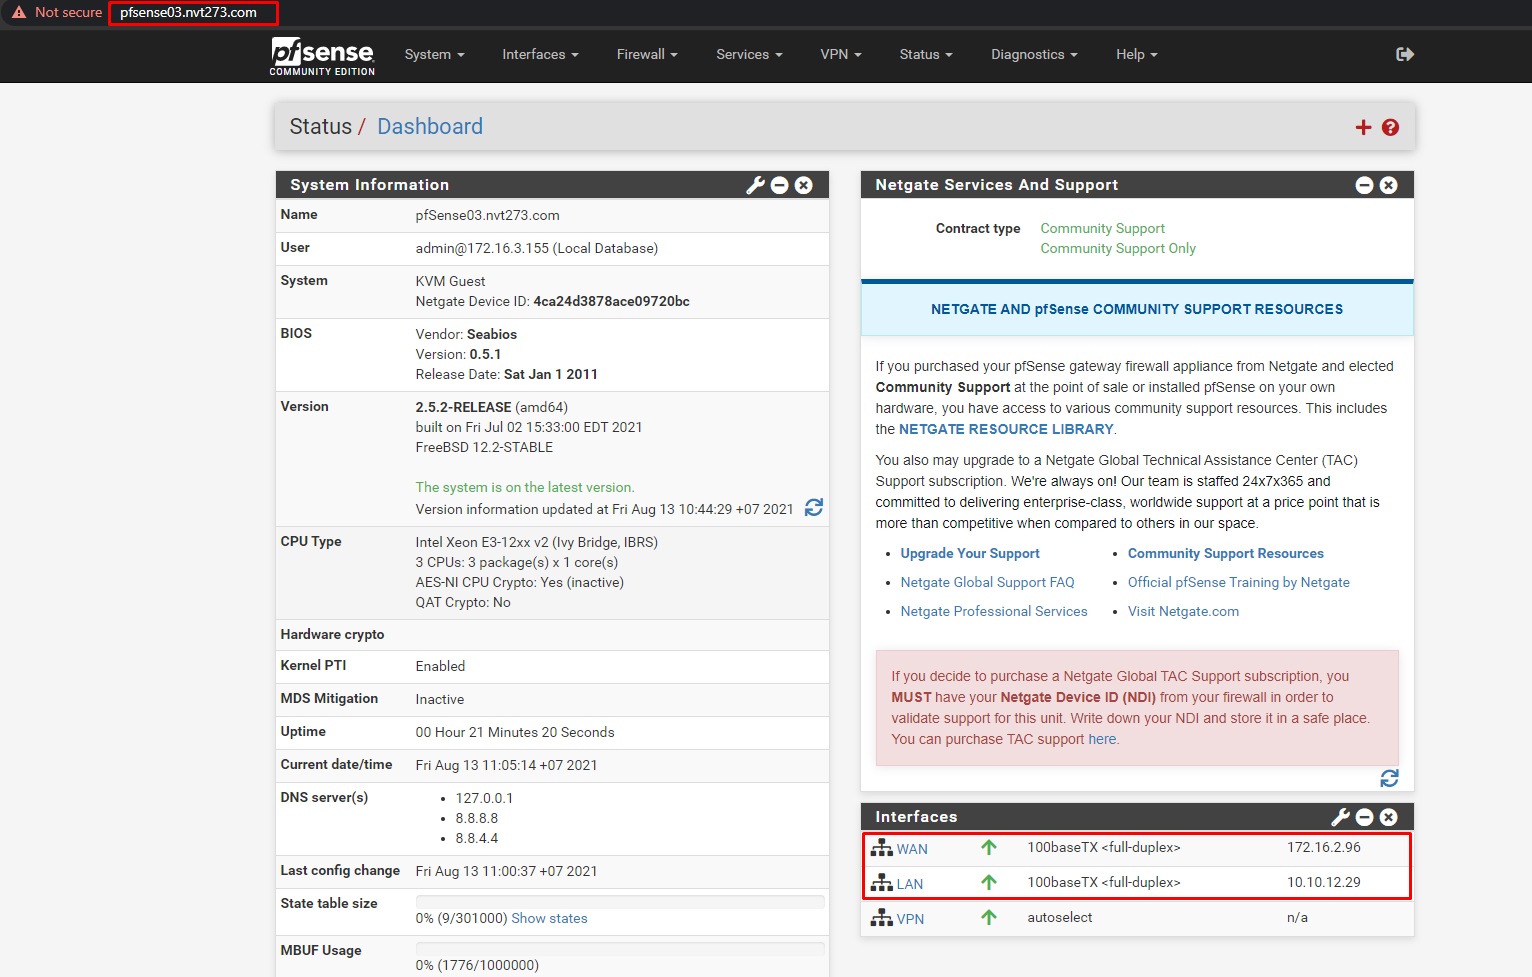 Not secure pfsense03.nvt273.com
pfsense
COMMUNITY EDITION
System Interfaces Firewall Services VPN Status Diagnostics Help
Status / Dashboard
System Information
Name pfSense03.nvt273.com
User admin@172.16.3.155 (Local Database)
System KVM Guest
Netgate Device ID: 4ca24d3878ace09720bc
BIOS Vendor: Seabios
Version: 0.5.1
Release Date: Sat Jan 1 2011
Version 2.5.2-RELEASE (amd64)
built on Fri Jul 02 15:33:00 EDT 2021
FreeBSD 12.2-STABLE
The system is on the latest version.
Version information updated at Fri Aug 13 10:44:29 +07 2021
CPU Type Intel Xeon E3-12xx v2 (Ivy Bridge, IBRS)
3 CPUs: 3 package(s) x 1 core(s)
AES-NI CPU Crypto: Yes (inactive)
QAT Crypto: No
Hardware crypto
Kernel PTI Enabled
MDS Mitigation Inactive
Uptime 00 Hour 21 Minutes 20 Seconds
Current date/time Fri Aug 13 11:05:14 +07 2021
DNS server(s) • 127.0.0.1
• 8.8.8.8
• 8.8.4.4
Last config change Fri Aug 13 11:00:37 +07 2021
State table size
0% (9/301000) Show states
MBUF Usage
0% (1776/1000000)
Netgate Services And Support
Contract type Community Support
Community Support Only
NETGATE AND pfSense COMMUNITY SUPPORT RESOURCES
If you purchased your pfSense gateway firewall appliance from Netgate and elected
Community Support at the point of sale or installed pfSense on your own
hardware, you have access to various community support resources. This includes
the NETGATE RESOURCE LIBRARY.
You also may upgrade to a Netgate Global Technical Assistance Center (TAC)
Support subscription. We're always on! Our team is staffed 24x7x365 and
committed to delivering enterprise-class, worldwide support at a price point that is
more than competitive when compared to others in our space.
• Upgrade Your Support • Community Support Resources
• Netgate Global Support FAQ • Official pfSense Training by Netgate
• Netgate Professional Services • Visit Netgate.com
If you decide to purchase a Netgate Global TAC Support subscription, you
MUST have your Netgate Device ID (NDI) from your firewall in order to
validate support for this unit. Write down your NDI and store it in a safe place.
You can purchase TAC support here.
Interfaces
WAN 100baseTX <full-duplex> 172.16.2.96
LAN 100baseTX <full-duplex> 10.10.12.29
VPN autoselect n/a